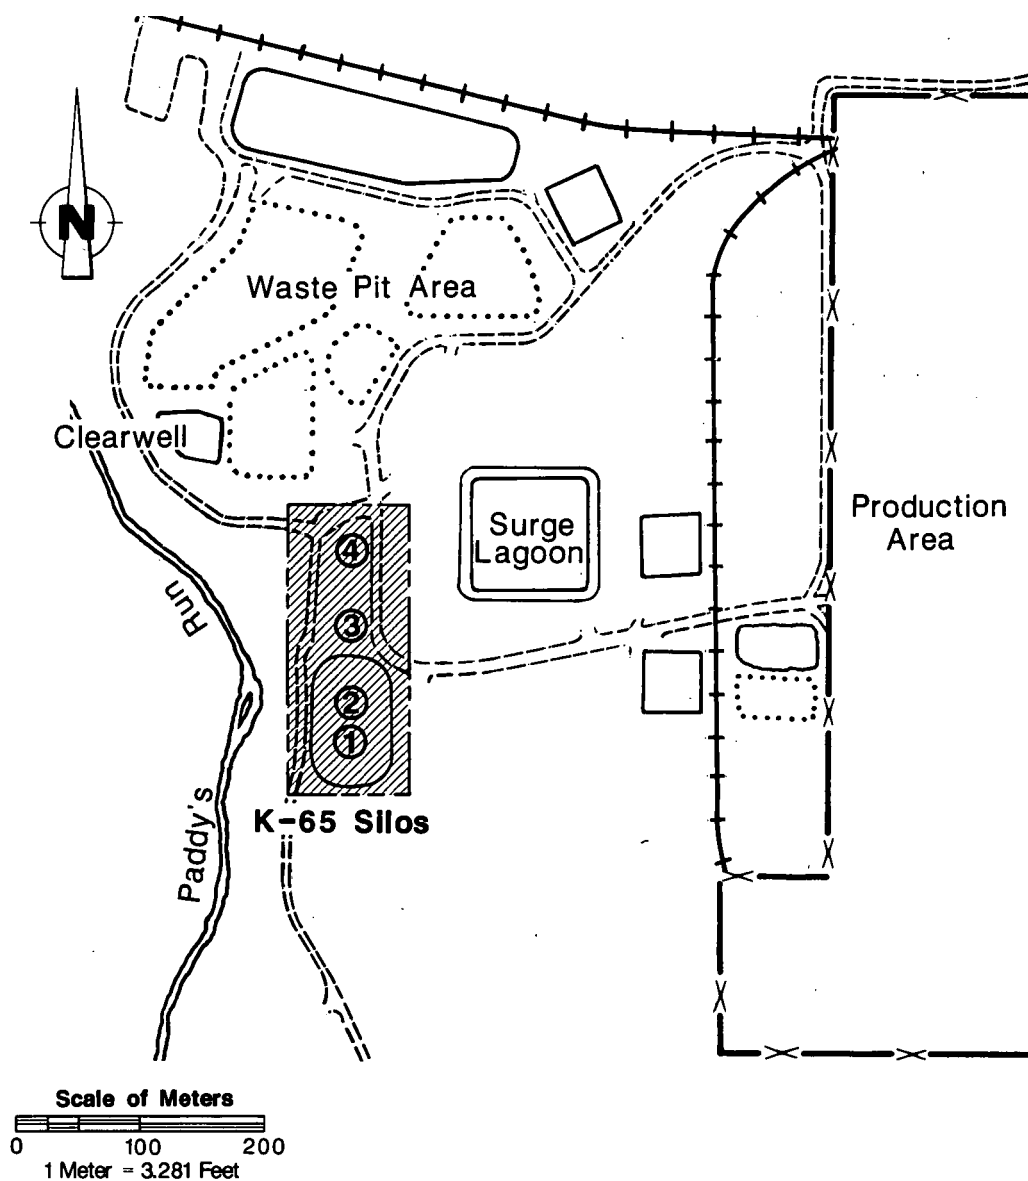 N
Waste Pit Area
Clearwell
Surge
Lagoon
Production
Area
4
3
2
1
Run
Paddy's
K-65 Silos
Scale of Meters
0 100 200
1 Meter = 3.281 Feet